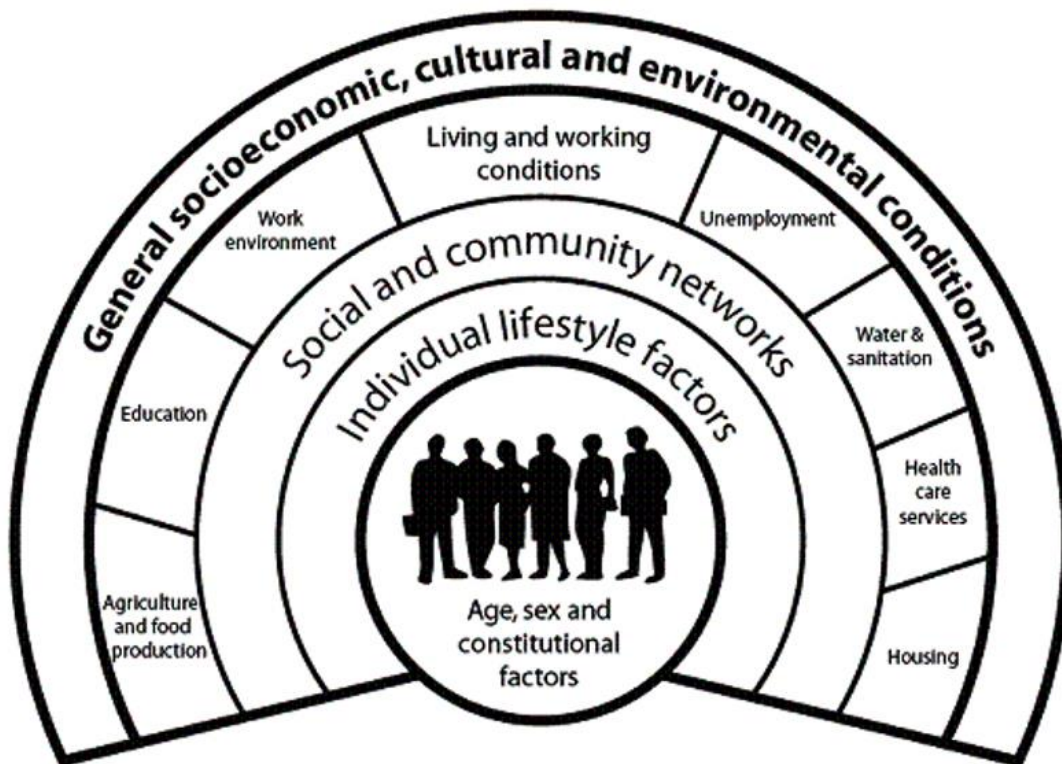 General socioeconomic, cultural and environmental conditions
Living and working
conditions
Work
environment
Unemployment
Education
Water &
sanitation
Agriculture
and food
production
Health
care
services
Housing
Social and community networks
Individual lifestyle factors
Age, sex and
constitutional
factors